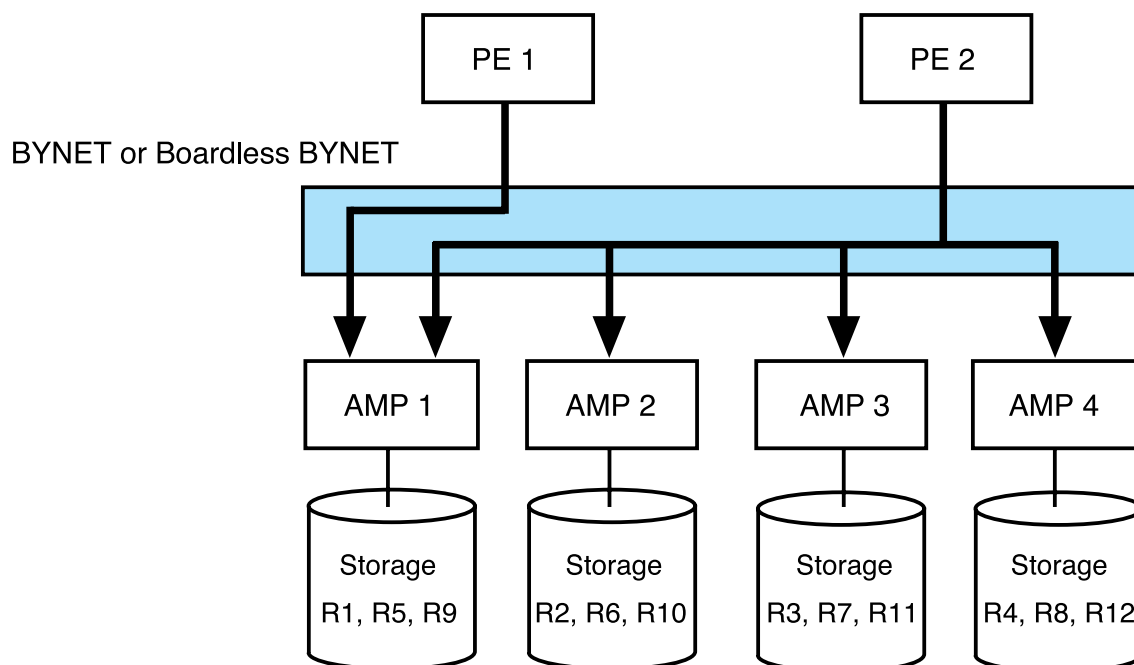 PE 1 PE 2
BYNET or Boardless BYNET
AMP 1 AMP 2 AMP 3 AMP 4
Storage Storage Storage Storage
R1, R5, R9 R2, R6, R10 R3, R7, R11 R4, R8, R12